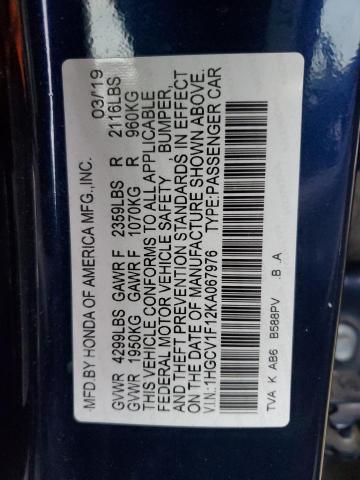 MFD.BY HONDA OF AMERICA MFG.,INC. 03/'19
GVWR 4299LBS GAWR F 2359LBS R 2116LBS
GVWR 1950KG GAWR F 1070KG R 960KG
THIS VEHICLE CONFORMS TO ALL APPLICABLE
FEDERAL MOTOR VEHICLE SAFETY , BUMPER,
AND THEFT PREVENTION STANDARDS IN EFFECT
ON THE DATE OF MANUFACTURE SHOWN ABOVE.
V.I.N.:1HGCV1F12KA067976 TYPE:PASSENGER CAR
TVA K AB6 B588PV .B .A